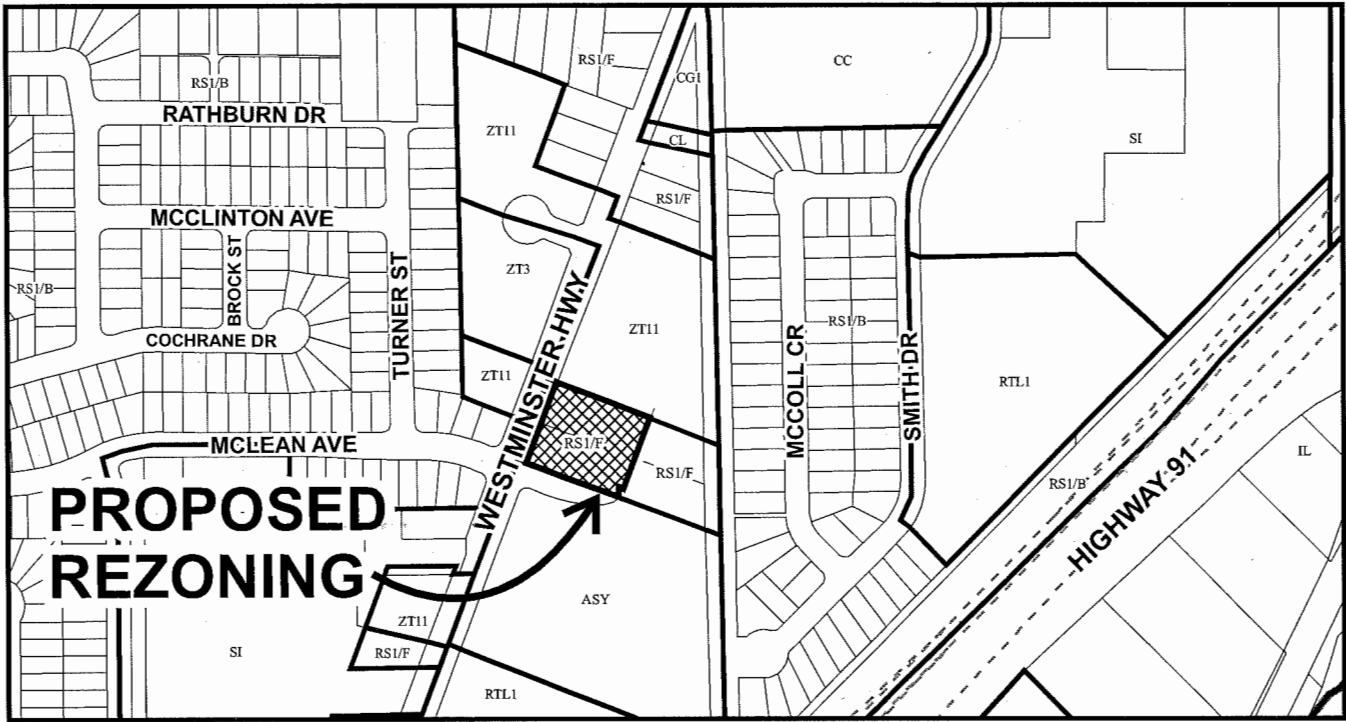 RS1/F
CG1
CC
RS1/B
RATHBURN DR
ZT11
CL
SI
RS1/F
MCCLINTON AVE
BROCK ST
TURNER ST
ZT3
RS1/B
COCHRANE DR
WESTMINSTER HWY
ZT11
ZT11
MCCOLL CR
RS1/B
SMITH DR
RTL1
MCLEAN AVE
RS1/F
RS1/F
RS1/B
HIGHWAY 91
IL
PROPOSED
REZONING
ASY
ZT11
SI
RS1/F
RTL1